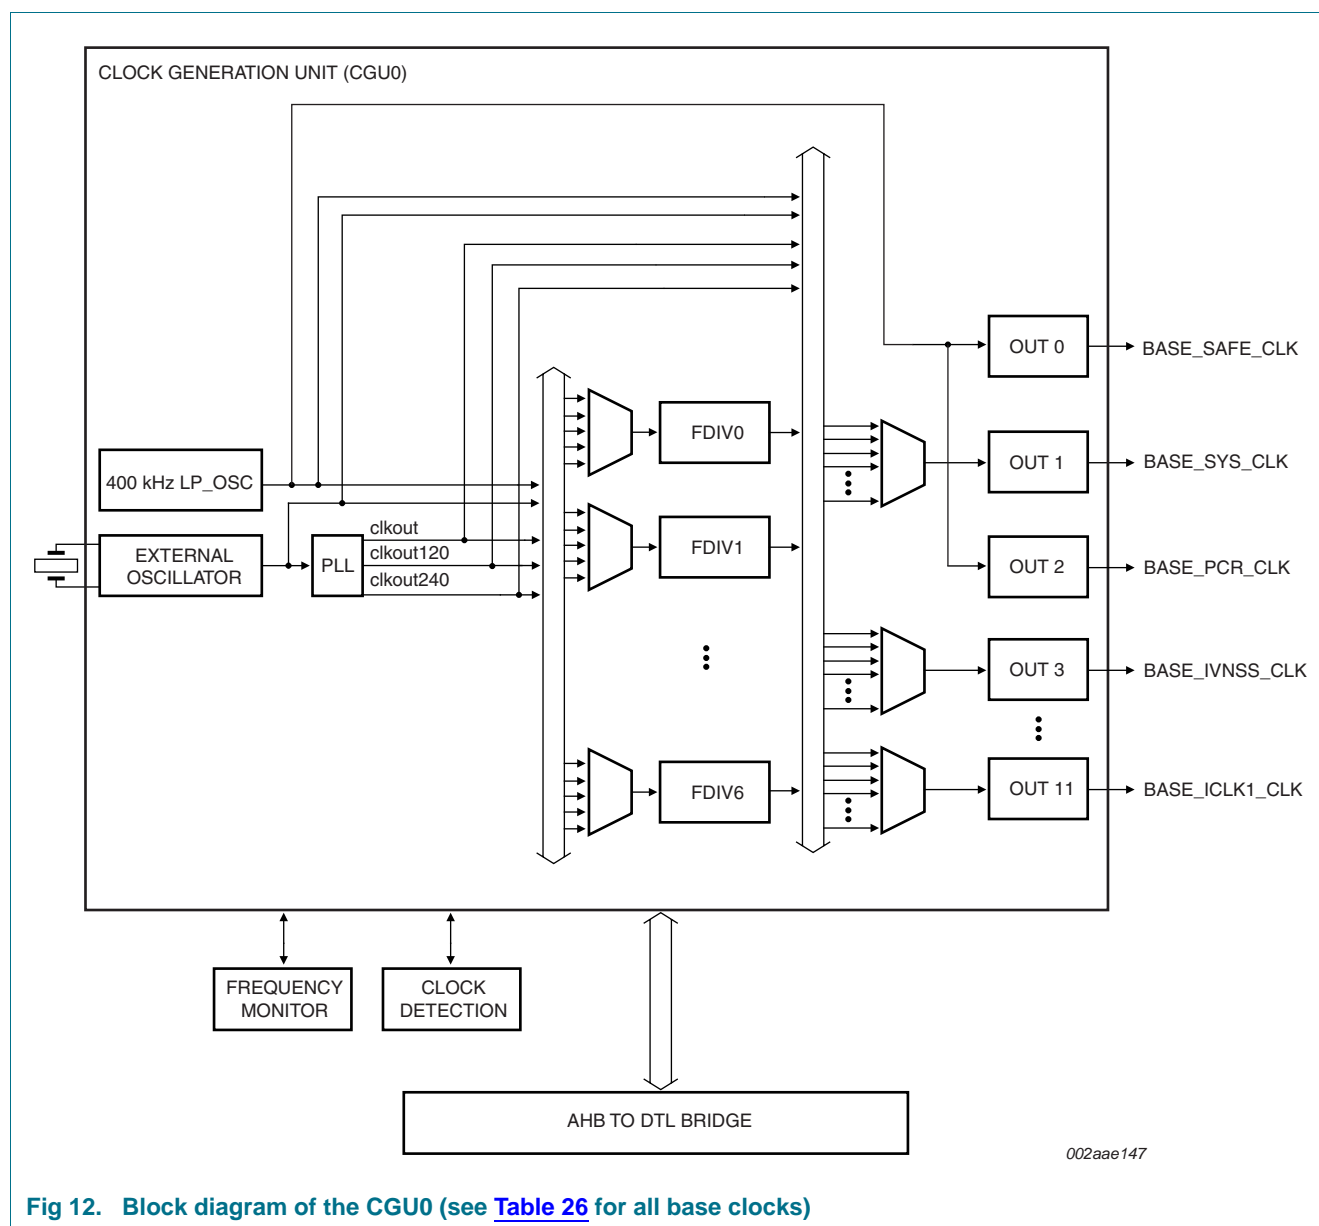 CLOCK GENERATION UNIT (CGU0)
400 kHz LP_OSC
EXTERNAL
OSCILLATOR
PLL
clkout
clkout120
clkout240
FDIV0
FDIV1
FDIV6
OUT 0
BASE_SAFE_CLK
OUT 1
BASE_SYS_CLK
OUT 2
BASE_PCR_CLK
OUT 3
BASE_IVNSS_CLK
OUT 11
BASE_ICLK1_CLK
FREQUENCY
MONITOR
CLOCK
DETECTION
AHB TO DTL BRIDGE
002aae147
Fig 12. Block diagram of the CGU0 (see Table 26 for all base clocks)